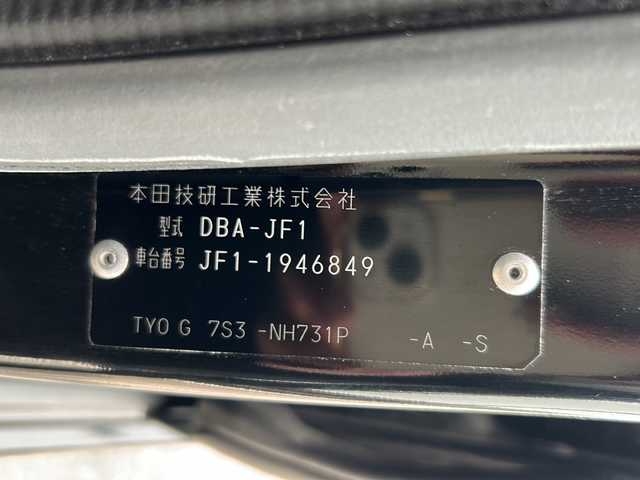 本田技研工業株式会社
型式 DBA-JF1
車台番号 JF1-1946849
TYO G 7S3 -NH731P -A -S